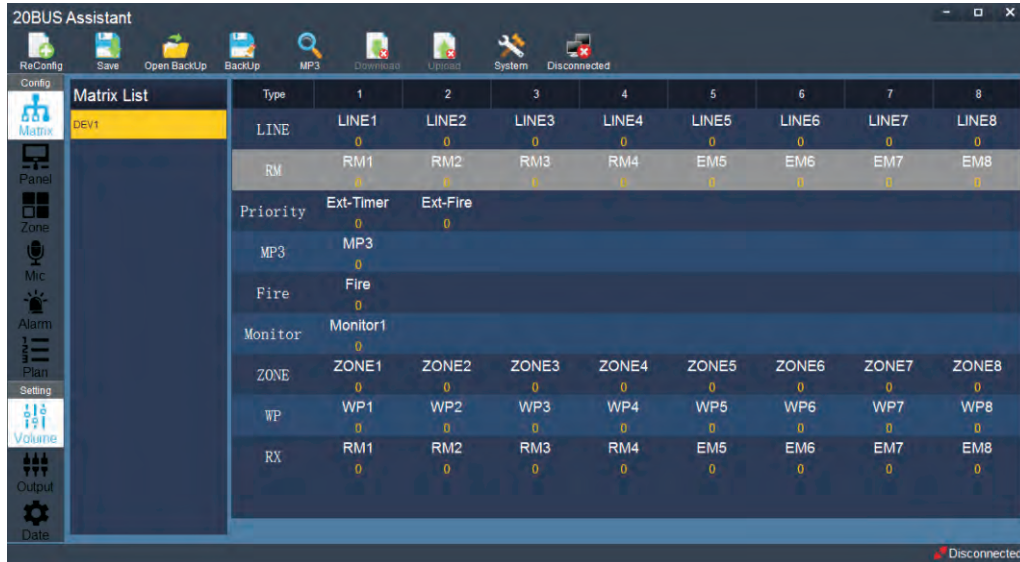 20BUS Assistant
ReConfig Save Open BackUp BackUp MP3 Download Upload System Disconnected
Config
Matrix
Panel
Zone
Mic
Alarm
Plan
Setting
Volume
Output
Date
Matrix List
DEV1
Type 1 2 3 4 5 6 7 8
LINE LINE1 LINE2 LINE3 LINE4 LINE5 LINE6 LINE7 LINE8
0 0 0 0 0 0 0 0
RM RM1 RM2 RM3 RM4 EM5 EM6 EM7 EM8
0 0 0 0 0 0 0 0
Priority Ext-Timer Ext-Fire
0 0
MP3 MP3
0
Fire Fire
0
Monitor Monitor1
0
ZONE ZONE1 ZONE2 ZONE3 ZONE4 ZONE5 ZONE6 ZONE7 ZONE8
0 0 0 0 0 0 0 0
WP WP1 WP2 WP3 WP4 WP5 WP6 WP7 WP8
0 0 0 0 0 0 0 0
RX RM1 RM2 RM3 RM4 EM5 EM6 EM7 EM8
0 0 0 0 0 0 0 0
Disconnected